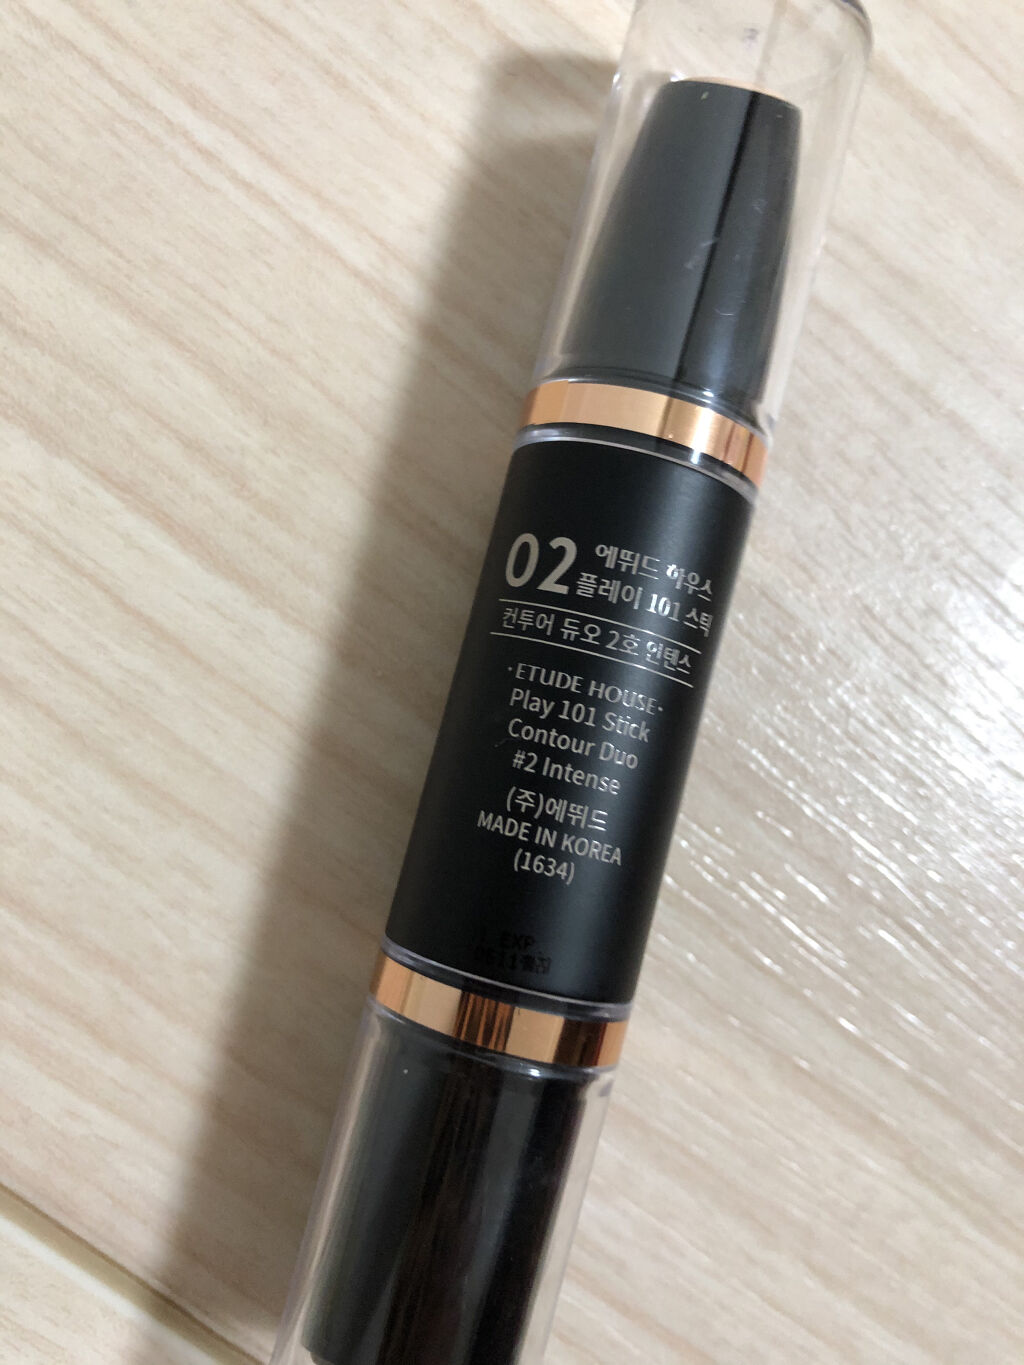 02
에뛰드 하우스
플레이 101 스틱
컨투어 듀오 2호 인텐스
·ETUDE HOUSE·
Play 101 Stick
Contour Duo
#2 Intense
(주)에뛰드
MADE IN KOREA
(1634)
EXP